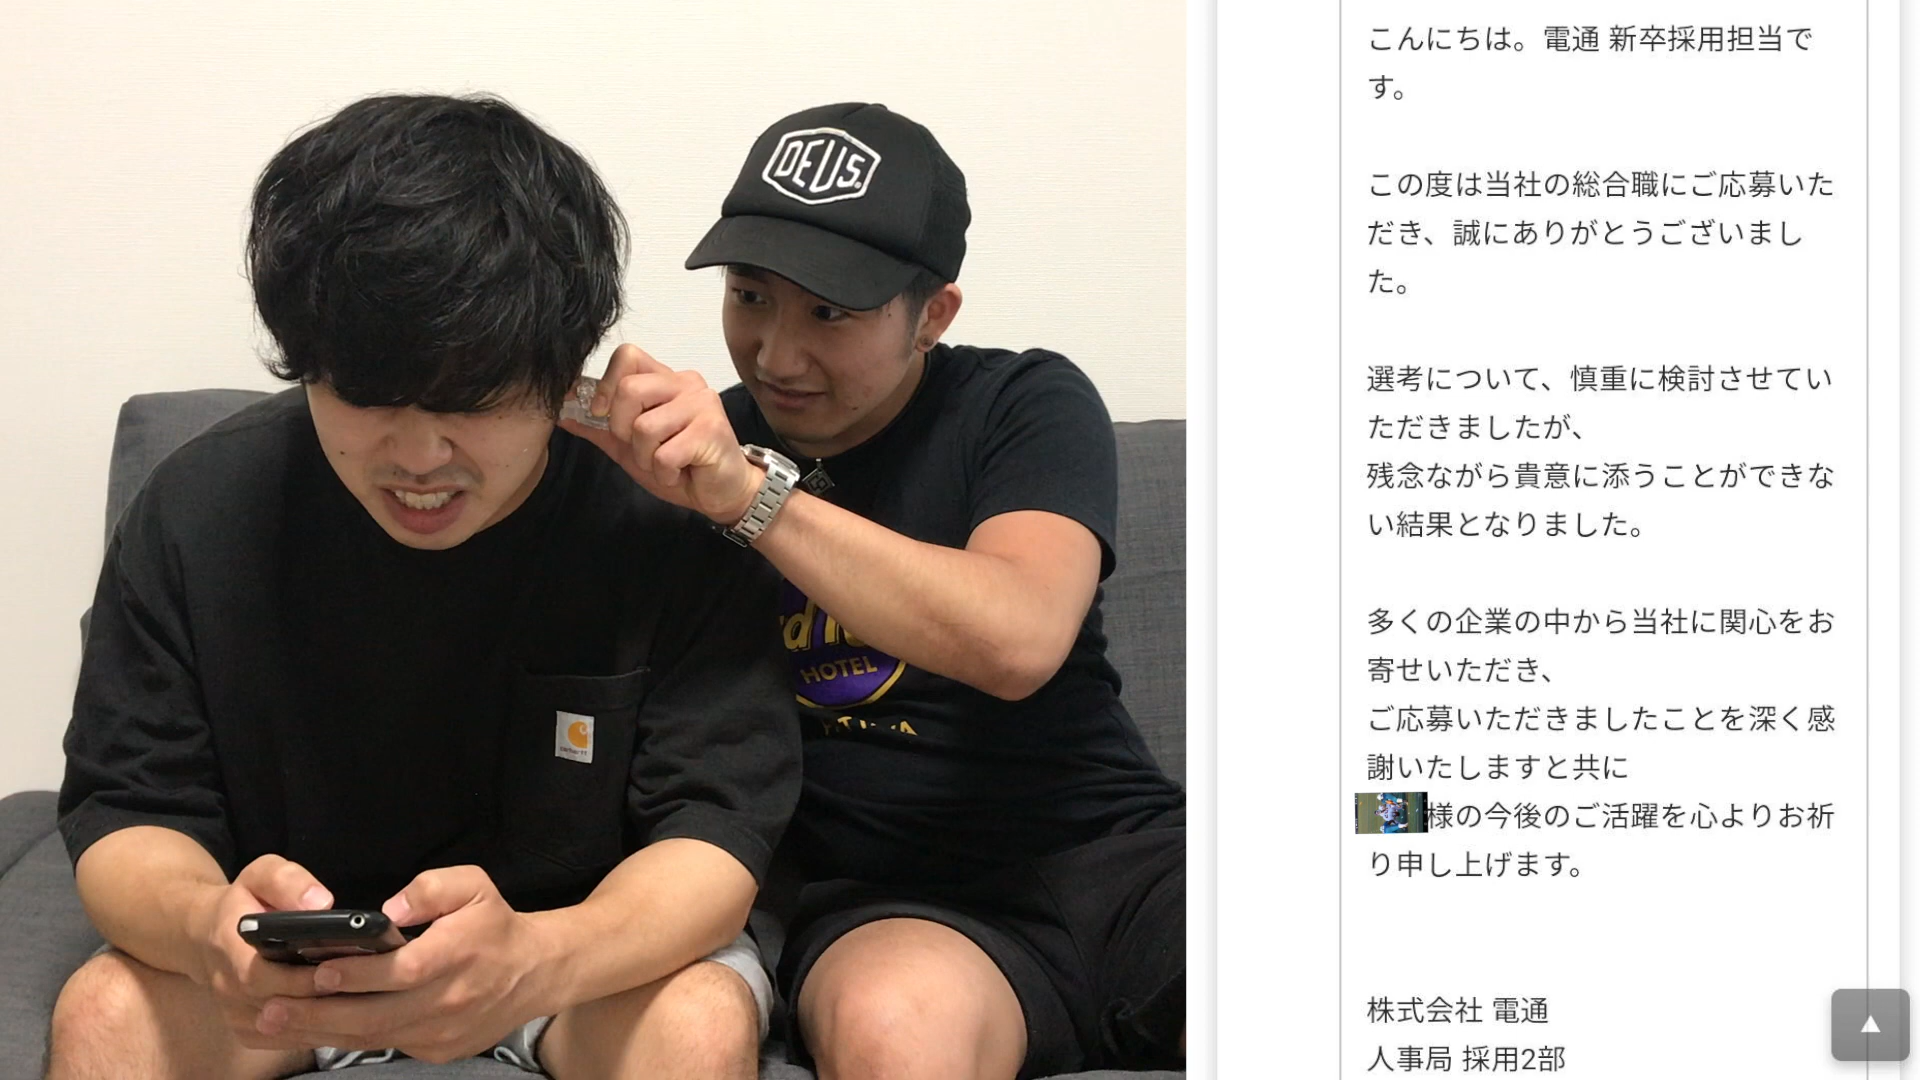 DEUS.
HOTEL
carhartt
こんにちは。電通 新卒採用担当で
す。
この度は当社の総合職にご応募いた
だき、誠にありがとうございまし
た。
選考について、慎重に検討させてい
ただきましたが、
残念ながら貴意に添うことができな
い結果となりました。
多くの企業の中から当社に関心をお
寄せいただき、
ご応募いただきましたことを深く感
謝いたしますと共に
様の今後のご活躍を心よりお祈
り申し上げます。
株式会社 電通
人事局 採用2部